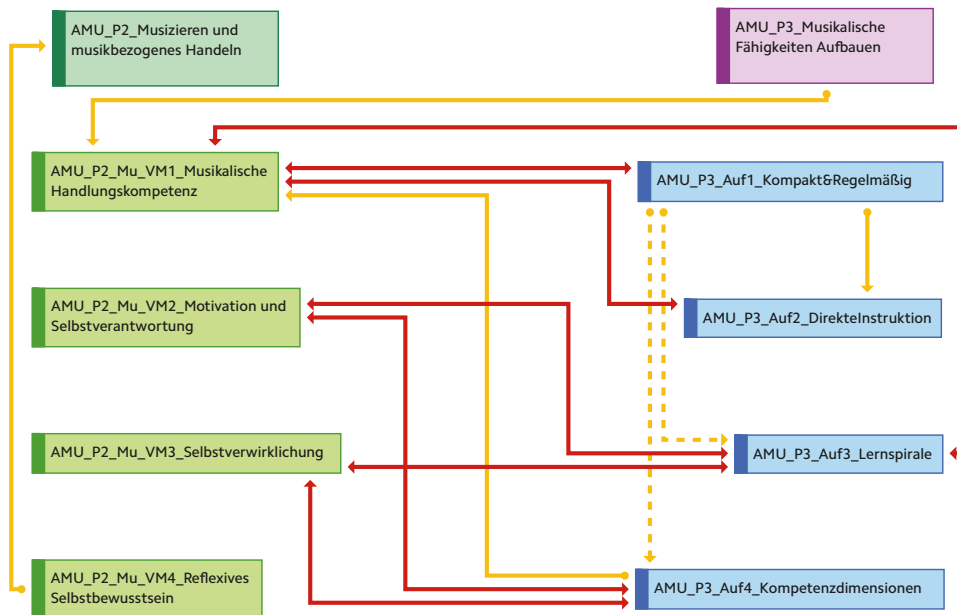 AMU_P2_Musizieren und
musikbezogenes Handeln
AMU_P3_Musikalische
Fähigkeiten Aufbauen
AMU_P2_Mu_VM1_Musikalische
Handlungskompetenz
AMU_P3_Auf1_Kompakt&Regelmäßig
AMU_P2_Mu_VM2_Motivation und
Selbstverantwortung
AMU_P3_Auf2_DirekteInstruktion
AMU_P2_Mu_VM3_Selbstverwirklichung
AMU_P3_Auf3_Lernspirale
AMU_P2_Mu_VM4_Reflexives
Selbstbewusstsein
AMU_P3_Auf4_Kompetenzdimensionen